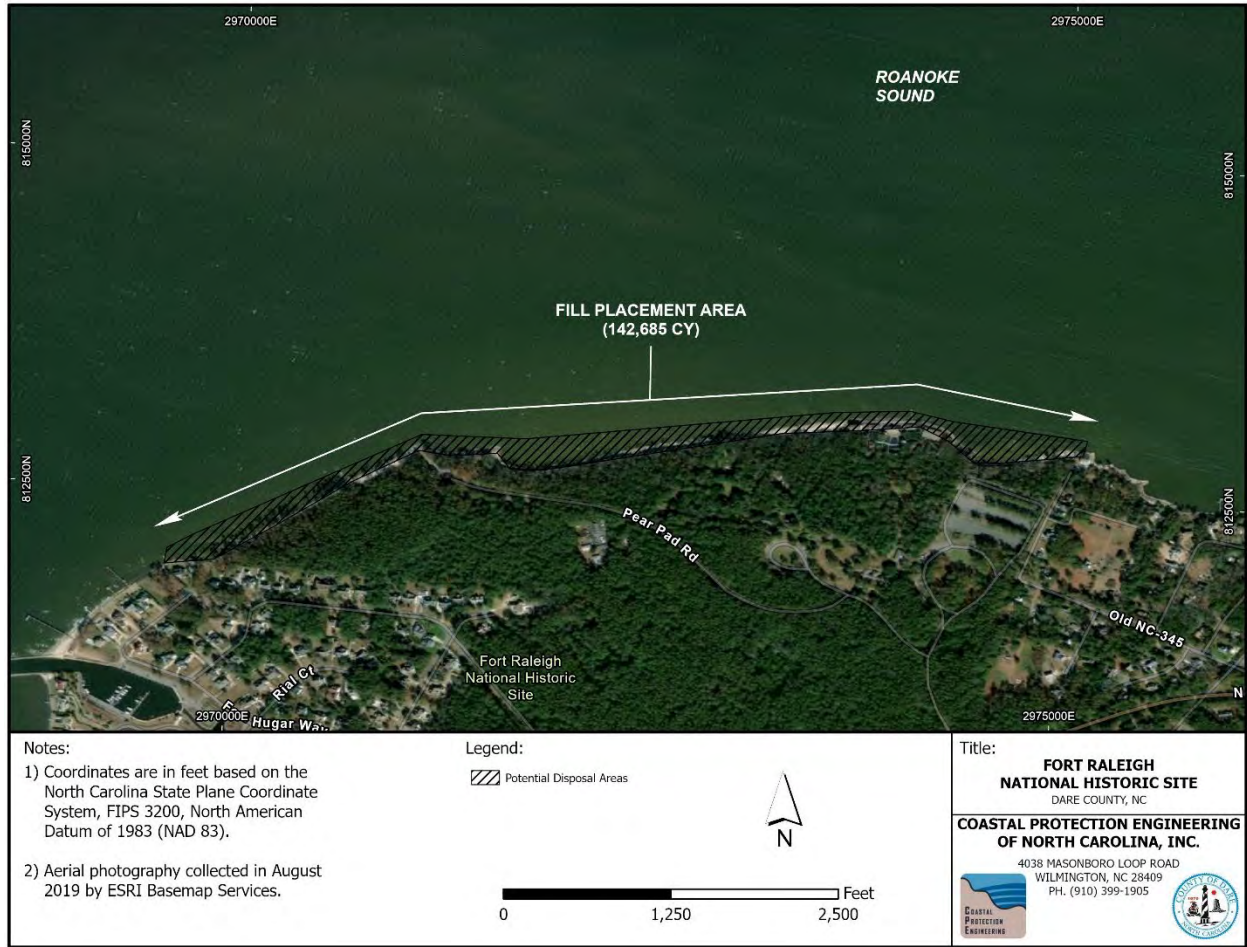 2970000E
2975000E
ROANOKE
SOUND
815000N
815000N
FILL PLACEMENT AREA
(142,685 CY)
812500N
812500N
Pear Pad Rd
Old NC-345
Fort Raleigh
National Historic
Site
Rial Ct
2970000E
Hugar Way
2975000E
N
Notes:
1) Coordinates are in feet based on the
North Carolina State Plane Coordinate
System, FIPS 3200, North American
Datum of 1983 (NAD 83).
2) Aerial photography collected in August
2019 by ESRI Basemap Services.
Legend:
Potential Disposal Areas
N
Feet
0 1,250 2,500
Title:
FORT RALEIGH
NATIONAL HISTORIC SITE
DARE COUNTY, NC
COASTAL PROTECTION ENGINEERING
OF NORTH CAROLINA, INC.
4038 MASONBORO LOOP ROAD
WILMINGTON, NC 28409
PH. (910) 399-1905
COASTAL
PROTECTION
ENGINEERING
COUNTY OF DARE
NORTH CAROLINA